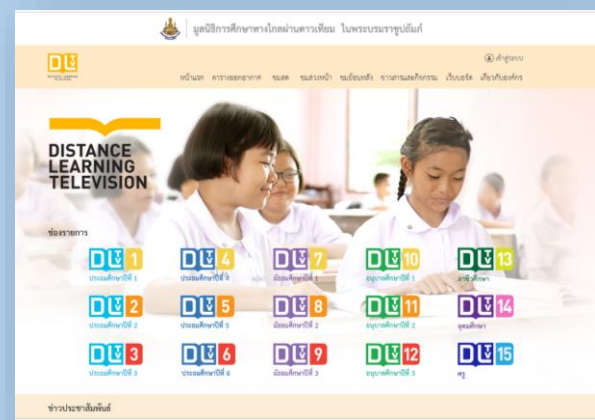 มูลนิธิการศึกษาทางไกลผ่านดาวเทียม ในพระบรมราชูปถัมภ์
DLTV
เข้าสู่ระบบ
หน้าแรก ตารางออกอากาศ ชมสด ชมล่วงหน้า ชมย้อนหลัง ข่าวสารและกิจกรรม เว็บบอร์ด เกี่ยวกับองค์กร
DISTANCE
LEARNING
TELEVISION
ช่องรายการ
DLTV 1 DLTV 4 DLTV 7 DLTV 10 DLTV 13
ประถมศึกษาปีที่ 1 ประถมศึกษาปีที่ 4 มัธยมศึกษาปีที่ 1 อนุบาลศึกษาปีที่ 1 อาชีวศึกษา
DLTV 2 DLTV 5 DLTV 8 DLTV 11 DLTV 14
ประถมศึกษาปีที่ 2 ประถมศึกษาปีที่ 5 มัธยมศึกษาปีที่ 2 อนุบาลศึกษาปีที่ 2 อุดมศึกษา
DLTV 3 DLTV 6 DLTV 9 DLTV 12 DLTV 15
ประถมศึกษาปีที่ 3 ประถมศึกษาปีที่ 6 มัธยมศึกษาปีที่ 3 อนุบาลศึกษาปีที่ 3 ครู
ข่าวประชาสัมพันธ์